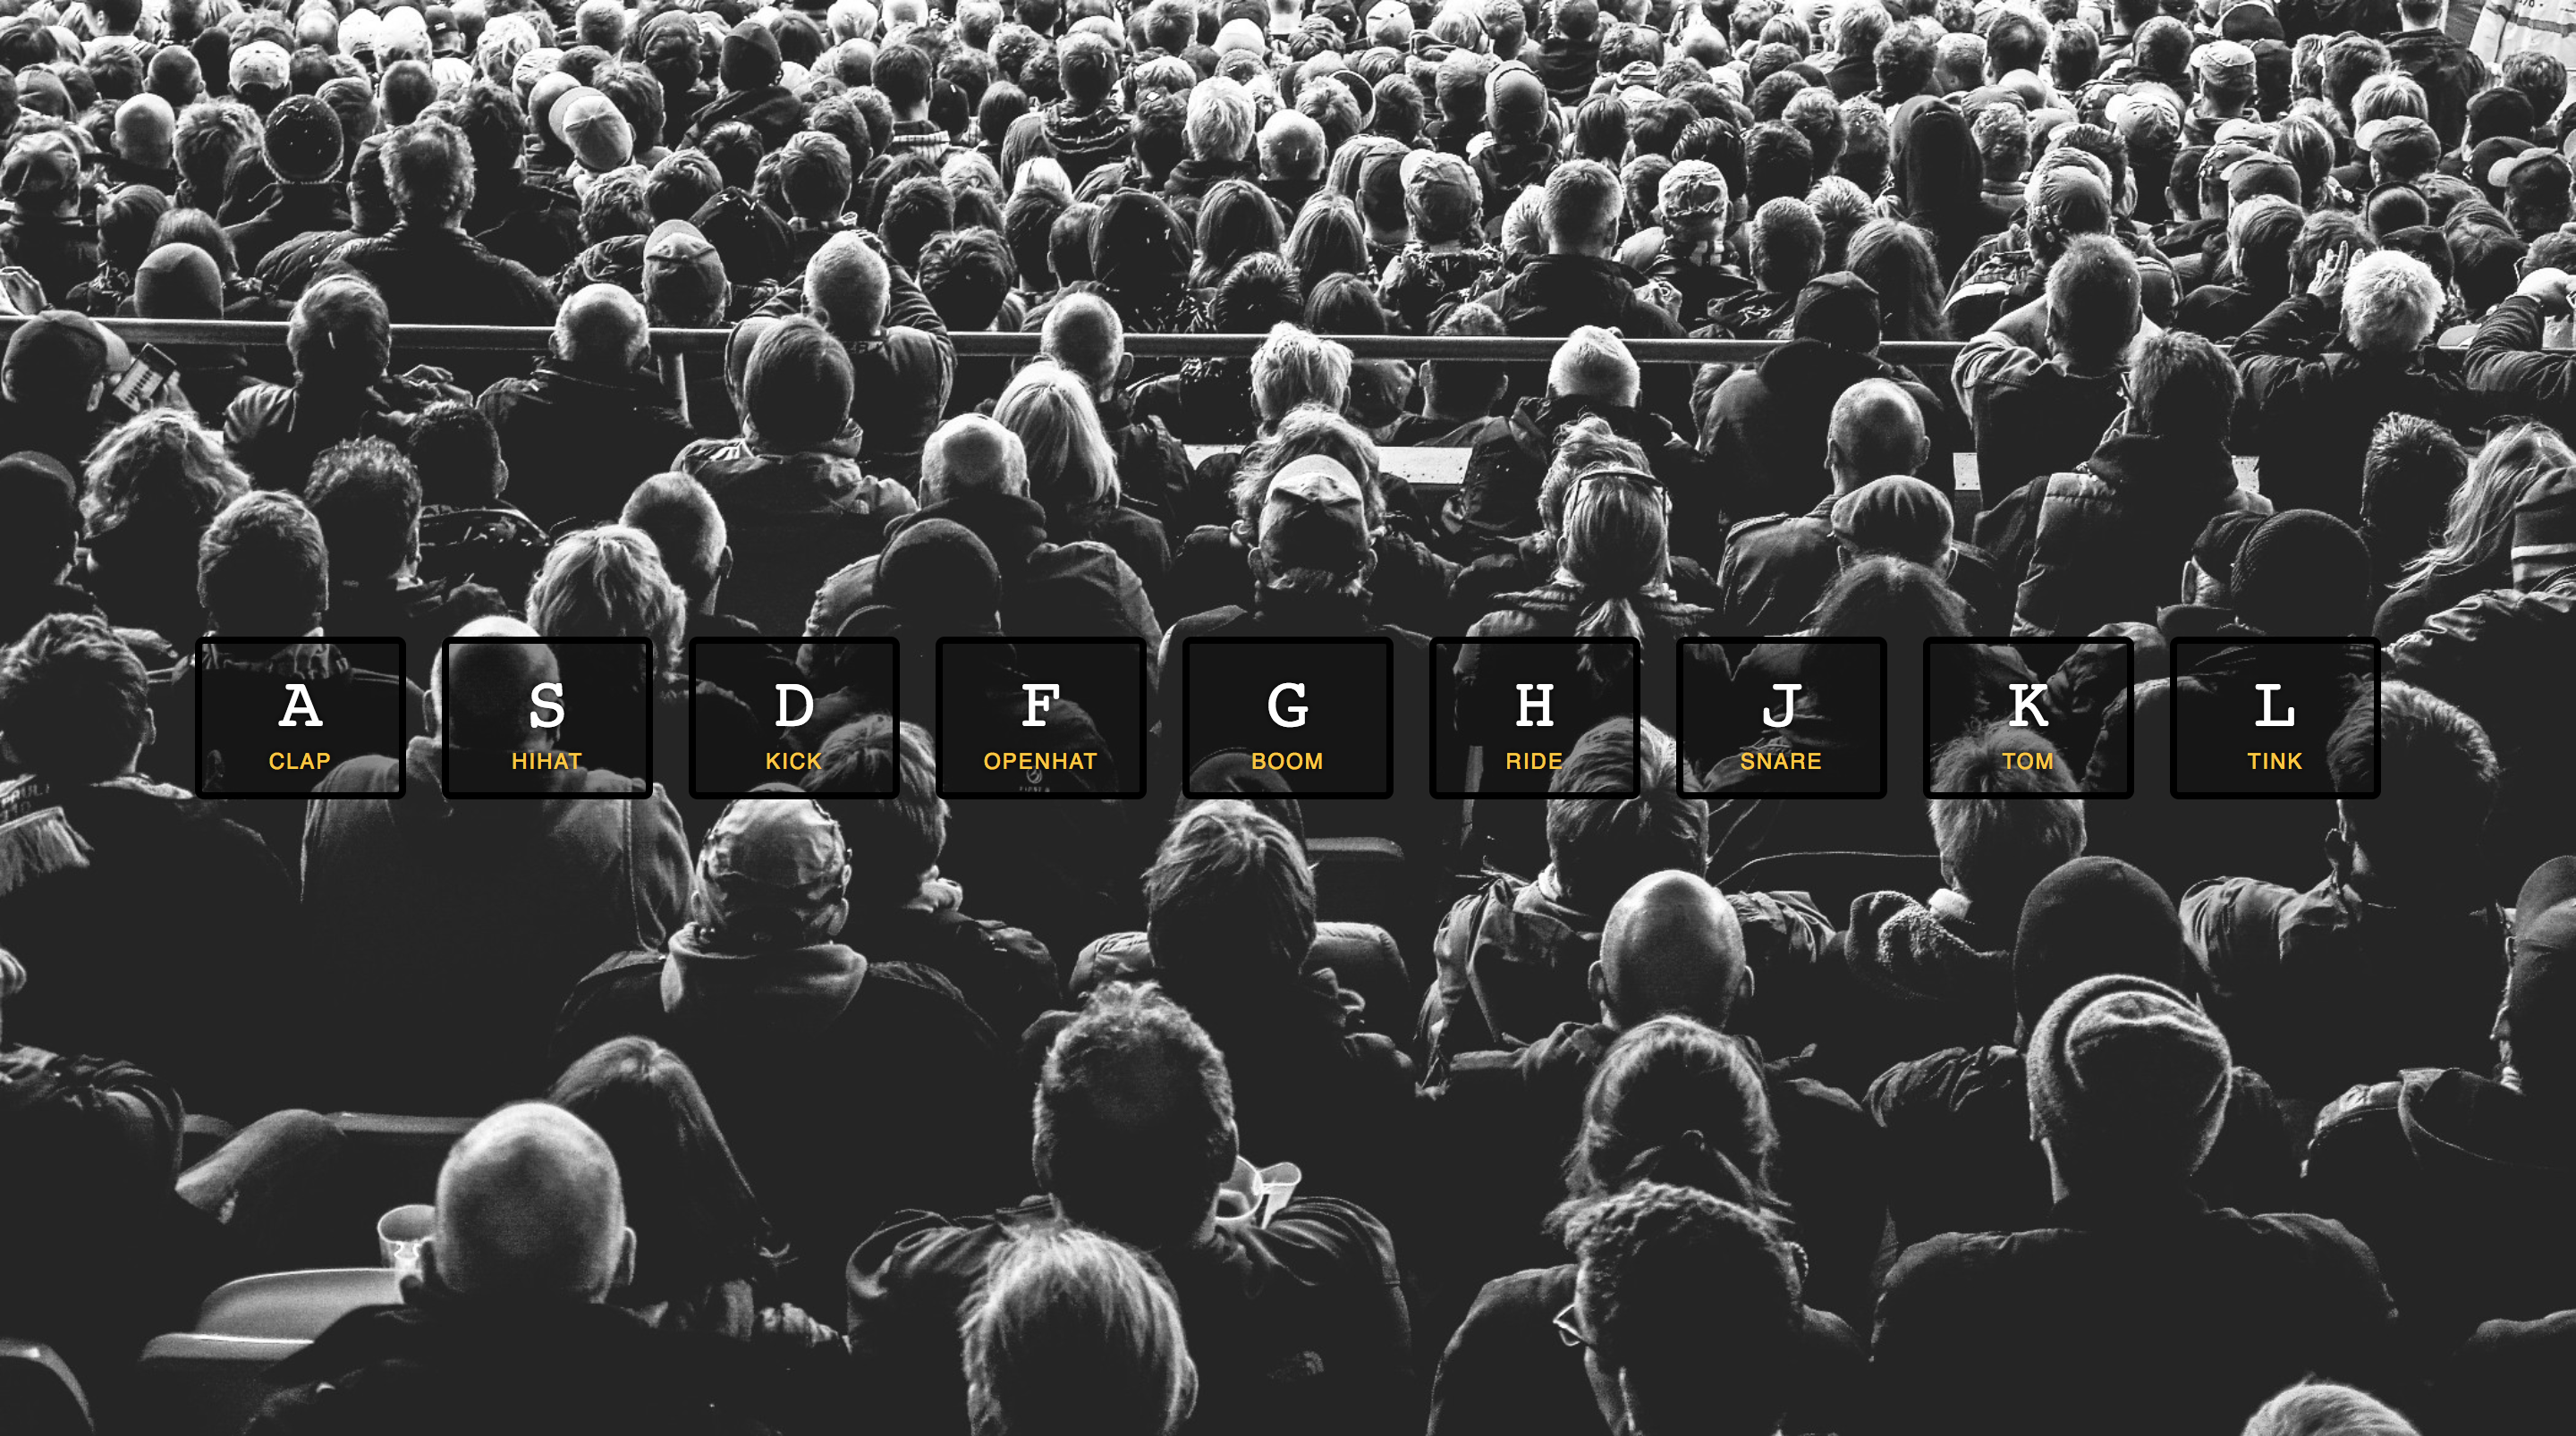 A
CLAP
S
HIHAT
D
KICK
F
OPENHAT
G
BOOM
H
RIDE
J
SNARE
K
TOM
L
TINK